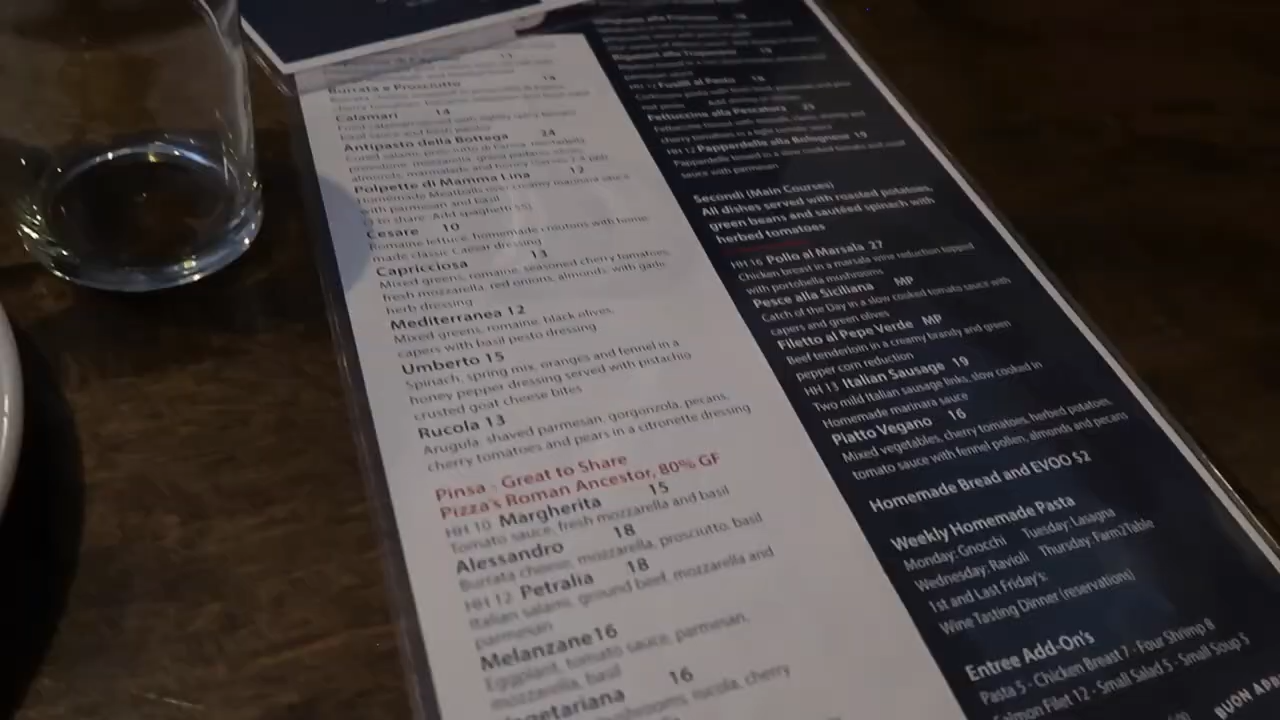 Burrata e Prosciutto 14
Calamari 14
Antipasto della Bottega 24
Polpette di Mamma Lina 12
Homemade Meatballs over creamy marinara sauce
with parmesan and basil
Cesare 10
Romaine lettuce, homemade croutons with home
made classic Caesar dressing
Capricciosa 13
Mixed greens, romaine, seasoned cherry tomatoes,
fresh mozzarella, red onions, almonds, with garlic
herb dressing
Mediterranea 12
Mixed greens, romaine, black olives,
capers with basil pesto dressing
Umberto 15
Spinach, spring mix, oranges and fennel in a
honey pepper dressing served with pistachio
crusted goat cheese bites
Rucola 13
Arugula, shaved parmesan, gorgonzola, pecans,
cherry tomatoes and pears in a citronette dressing
Pinsa - Great to Share
Pizza's Roman Ancestor, 80% GF
HH 10 Margherita 15
Tomato sauce, fresh mozzarella and basil
Alessandro 18
Burrata cheese, mozzarella, prosciutto, basil
HH 12 Petralia 18
Italian salami, ground beef, mozzarella and
parmesan
Melanzane 16
Eggplant, tomato sauce, parmesan,
mozzarella, basil
Vegetariana 16
mushrooms, rucola, cherry
Fusilli al Pesto
Fettuccine alla Pescatora
HH 12 Pappardelle alla Bolognese 19
sauce with parmesan
Secondi (Main Courses)
All dishes served with roasted potatoes,
green beans and sautéed spinach with
herbed tomatoes
HH 16 Pollo al Marsala 27
Chicken breast in a marsala wine reduction topped
with portobella mushrooms
Pesce alla Siciliana MP
Catch of the Day in a slow cooked tomato sauce with
capers and green olives
Filetto al Pepe Verde MP
Beef tenderloin in a creamy brandy and green
pepper corn reduction
HH 13 Italian Sausage 19
Two mild Italian sausage links, slow cooked in
Homemade marinara sauce
Piatto Vegano 16
Mixed vegetables, cherry tomatoes, herbed potatoes,
tomato sauce with fennel pollen, almonds and pecans
Homemade Bread and EVOO $2
Weekly Homemade Pasta
Monday: Gnocchi Tuesday: Lasagna
Wednesday: Ravioli Thursday: Farm2Table
1st and Last Friday's:
Wine Tasting Dinner (reservations)
Entree Add-On's
Pasta 5 - Chicken Breast 7 - Four Shrimp 8
Salmon Filet 12 - Small Salad 5 - Small Soup 5
BUON